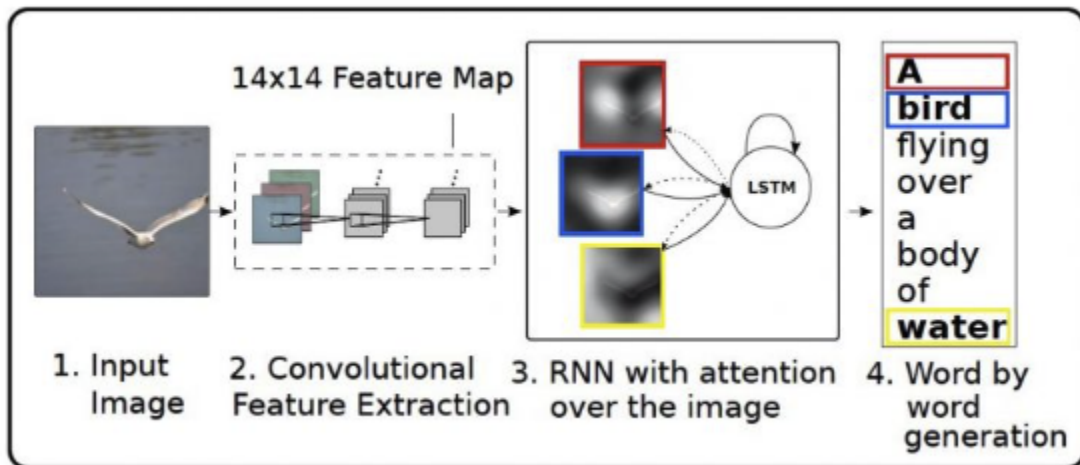 14x14 Feature Map
LSTM
A
bird
flying
over
a
body
of
water
1. Input
Image
2. Convolutional
Feature Extraction
3. RNN with attention
over the image
4. Word by
word
generation